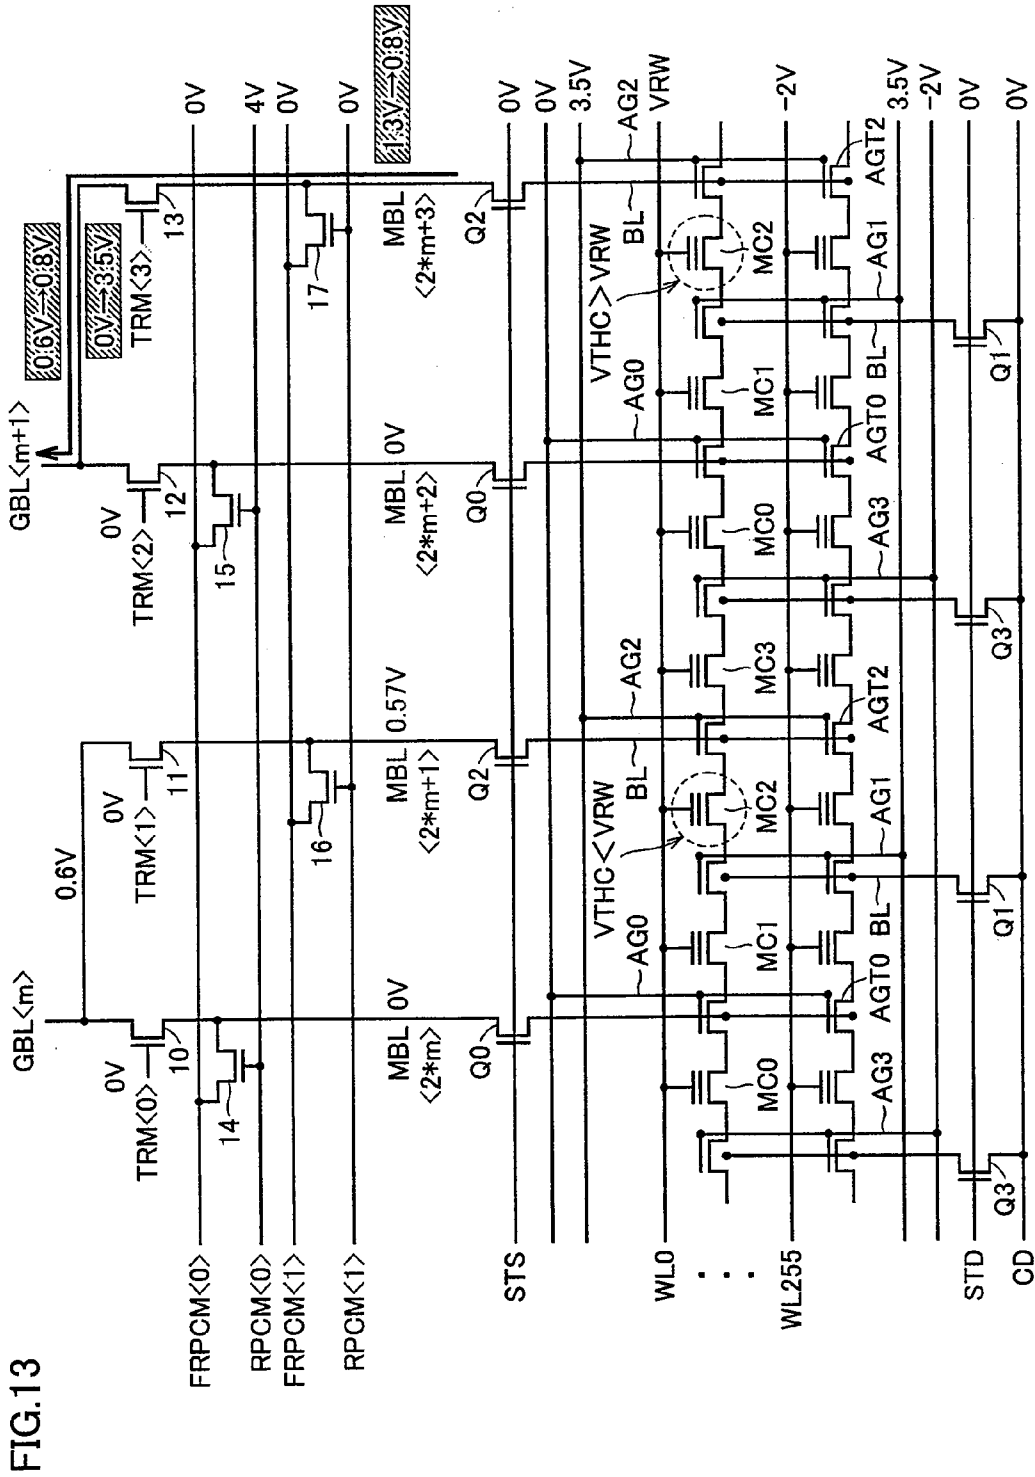 FIG.13
GBL<m>
GBL<m+1>
0.6V→0.8V
0.6V
0V→3.5V
0V
TRM<0>
10
0V
TRM<1>
11
0V
TRM<2>
12
TRM<3>
13
FRPCM<0>
0V
14
15
RPCM<0>
4V
FRPCM<1>
0V
16
17
RPCM<1>
0V
1.3V→0.8V
MBL 0V
<2*m>
MBL 0.57V
<2*m+1>
MBL 0V
<2*m+2>
MBL
<2*m+3>
Q0
Q2
Q0
Q2
STS
0V
0V
3.5V
AG0
BL
AG2
AG0
BL
AG2
VTHC<VRW
VTHC>VRW
WL0
VRW
MC0
MC1
MC2
MC3
MC0
MC1
MC2
WL255
-2V
AG3
AGT0
BL
AG1
AGT2
AG3
AGT0
BL
AG1
AGT2
3.5V
-2V
STD
0V
Q3
Q1
Q3
Q1
CD
0V